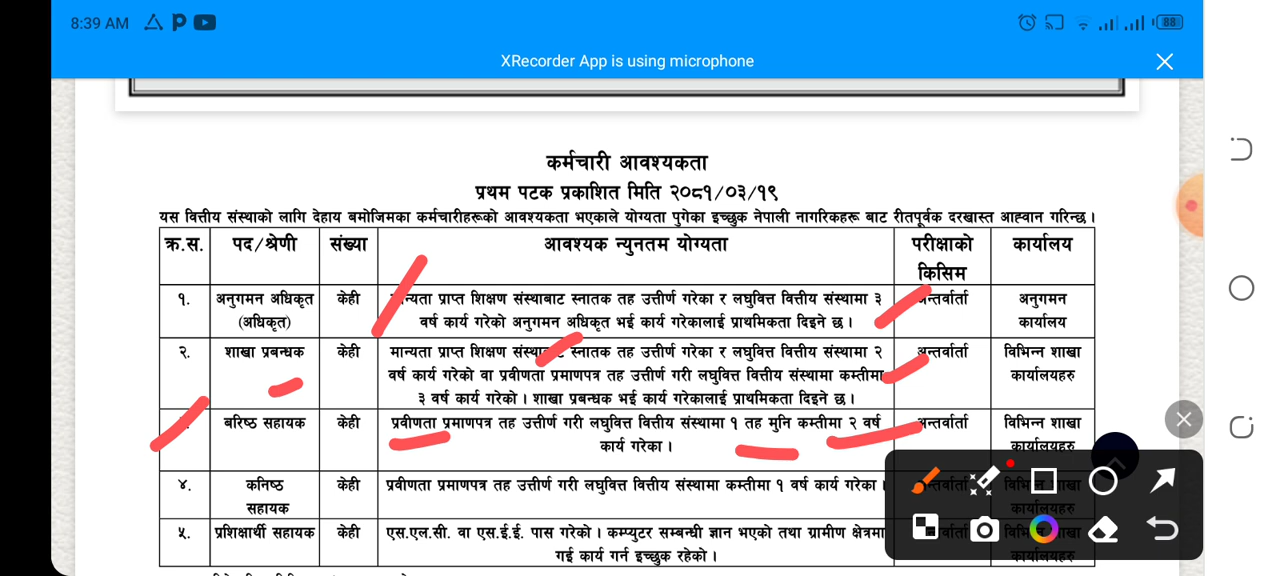 8:39 AM
88
XRecorder App is using microphone
कर्मचारी आवश्यकता
प्रथम पटक प्रकाशित मिति २०८१/०३/१९
यस वित्तीय संस्थाको लागि देहाय बमोजिमका कर्मचारीहरूको आवश्यकता भएकाले योग्यता पुगेका इच्छुक नेपाली नागरिकहरू बाट रीतपूर्वक दरखास्त आह्वान गरिन्छ।
क्र.स. पद/श्रेणी संख्या आवश्यक न्युनतम योग्यता परीक्षाको किसिम कार्यालय
१. अनुगमन अधिकृत केही मान्यता प्राप्त शिक्षण संस्थाबाट स्नातक तह उत्तीर्ण गरेका र लघुवित्त वित्तीय संस्थामा ३ अन्तर्वार्ता अनुगमन
(अधिकृत) वर्ष कार्य गरेको अनुगमन अधिकृत भई कार्य गरेकालाई प्राथमिकता दिइने छ। कार्यालय
२. शाखा प्रबन्धक केही मान्यता प्राप्त शिक्षण संस्थाबाट स्नातक तह उत्तीर्ण गरेका र लघुवित्त वित्तीय संस्थामा २ अन्तर्वार्ता विभिन्न शाखा
वर्ष कार्य गरेको वा प्रवीणता प्रमाणपत्र तह उत्तीर्ण गरी लघुवित्त वित्तीय संस्थामा कम्तीमा कार्यालयहरु
३ वर्ष कार्य गरेको। शाखा प्रबन्धक भई कार्य गरेकालाई प्राथमिकता दिइने छ।
बरिष्ठ सहायक केही प्रवीणता प्रमाणपत्र तह उत्तीर्ण गरी लघुवित्त वित्तीय संस्थामा १ तह मुनि कम्तीमा २ वर्ष अन्तर्वार्ता विभिन्न शाखा
कार्य गरेका। कार्यालयहरु
४. कनिष्ठ केही प्रवीणता प्रमाणपत्र तह उत्तीर्ण गरी लघुवित्त वित्तीय संस्थामा कम्तीमा १ वर्ष कार्य गरेका। अन्तर्वार्ता विभिन्न शाखा
सहायक कार्यालयहरु
५. प्रशिक्षार्थी सहायक केही एस.एल.सी. वा एस.ई.ई. पास गरेको। कम्प्युटर सम्बन्धी ज्ञान भएको तथा ग्रामीण क्षेत्रमा अन्तर्वार्ता विभिन्न शाखा
गई कार्य गर्न इच्छुक रहेको। कार्यालयहरु